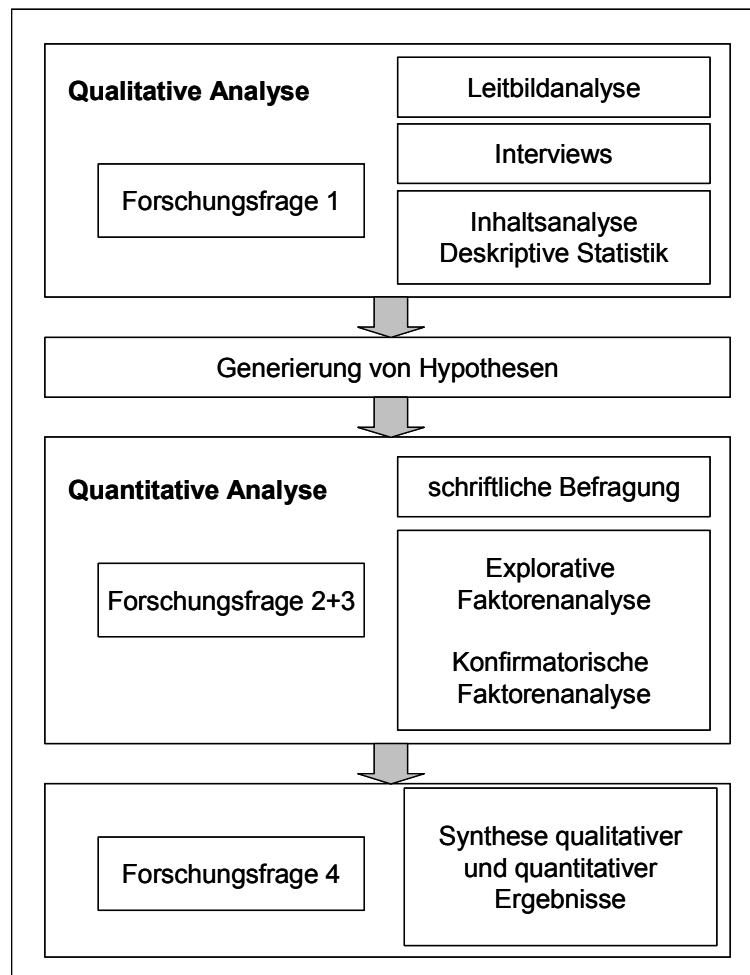 Qualitative Analyse
Forschungsfrage 1
Leitbildanalyse
Interviews
Inhaltsanalyse
Deskriptive Statistik
Generierung von Hypothesen
Quantitative Analyse
Forschungsfrage 2+3
schriftliche Befragung
Explorative
Faktorenanalyse
Konfirmatorische
Faktorenanalyse
Forschungsfrage 4
Synthese qualitativer
und quantitativer
Ergebnisse